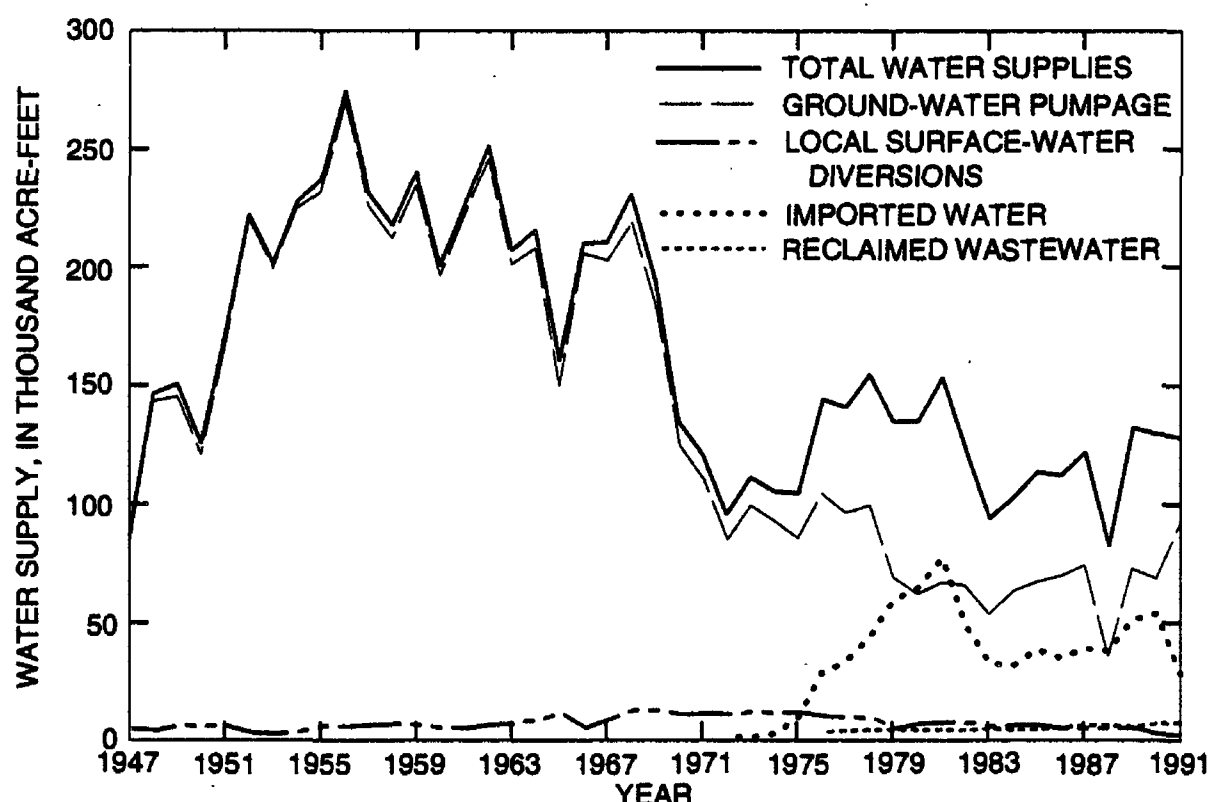 WATER SUPPLY, IN THOUSAND ACRE-FEET
300
250
200
150
100
50
0
TOTAL WATER SUPPLIES
GROUND-WATER PUMPAGE
LOCAL SURFACE-WATER
DIVERSIONS
IMPORTED WATER
RECLAIMED WASTEWATER
1947 1951 1955 1959 1963 1967 1971 1975 1979 1983 1987 1991
YEAR